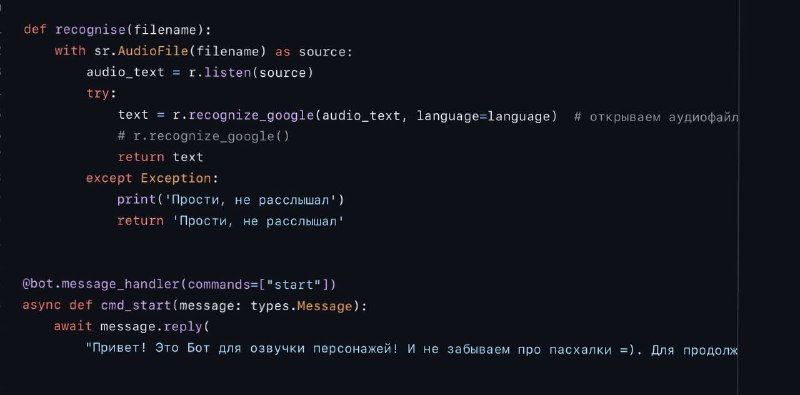 def recognise(filename):
with sr.AudioFile(filename) as source:
audio_text = r.listen(source)
try:
text = r.recognize_google(audio_text, language=language)  # открываем аудиофайл
# r.recognize_google()
return text
except Exception:
print('Прости, не расслышал')
return 'Прости, не расслышал'
@bot.message_handler(commands=["start"])
async def cmd_start(message: types.Message):
await message.reply(
"Привет! Это Бот для озвучки персонажей! И не забываем про пасхалки =). Для продолж